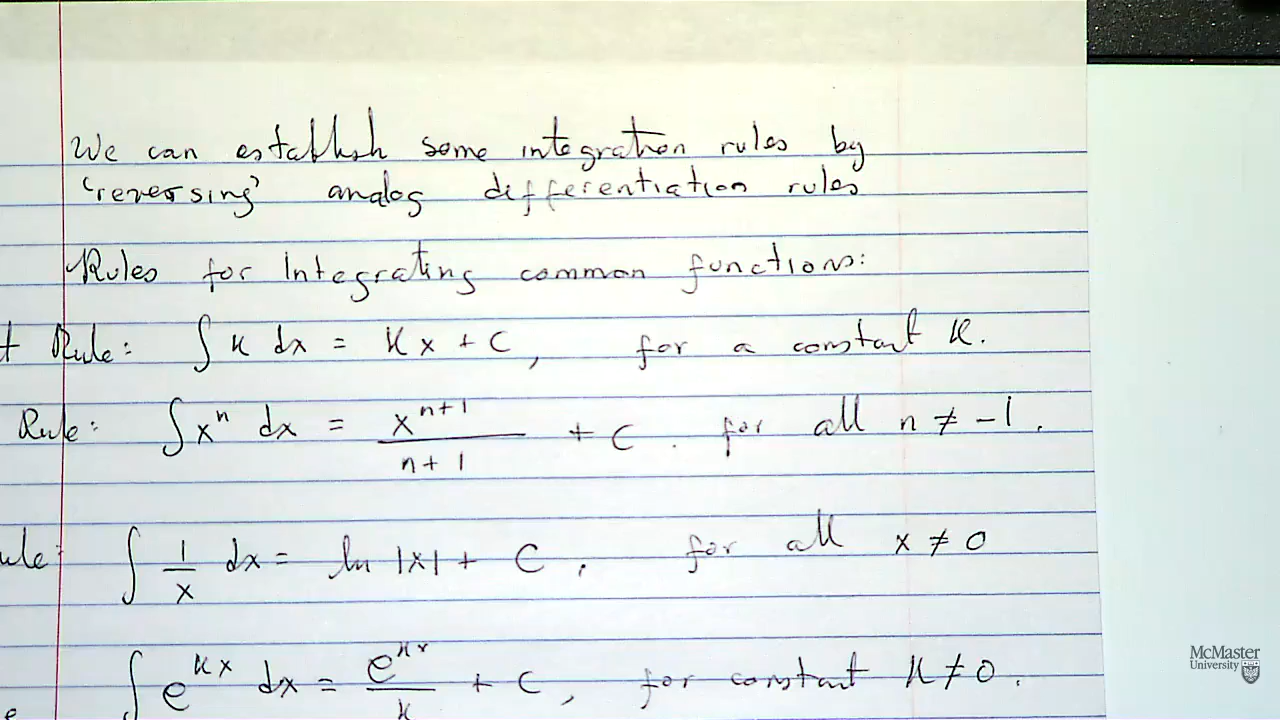 We can establish some integration rules by
'reversing' analog differentiation rules
Rules for Integrating common functions:
t Rule: ∫ K dx = Kx + C, for a constant K.
Rule: ∫ xⁿ dx = xⁿ⁺¹/(n+1) + C. for all n ≠ -1.
ule: ∫ 1/x dx = ln |x| + C, for all x ≠ 0
e ∫ e^{Kx} dx = e^{Kx}/K + C, for constant K ≠ 0.
McMaster
University